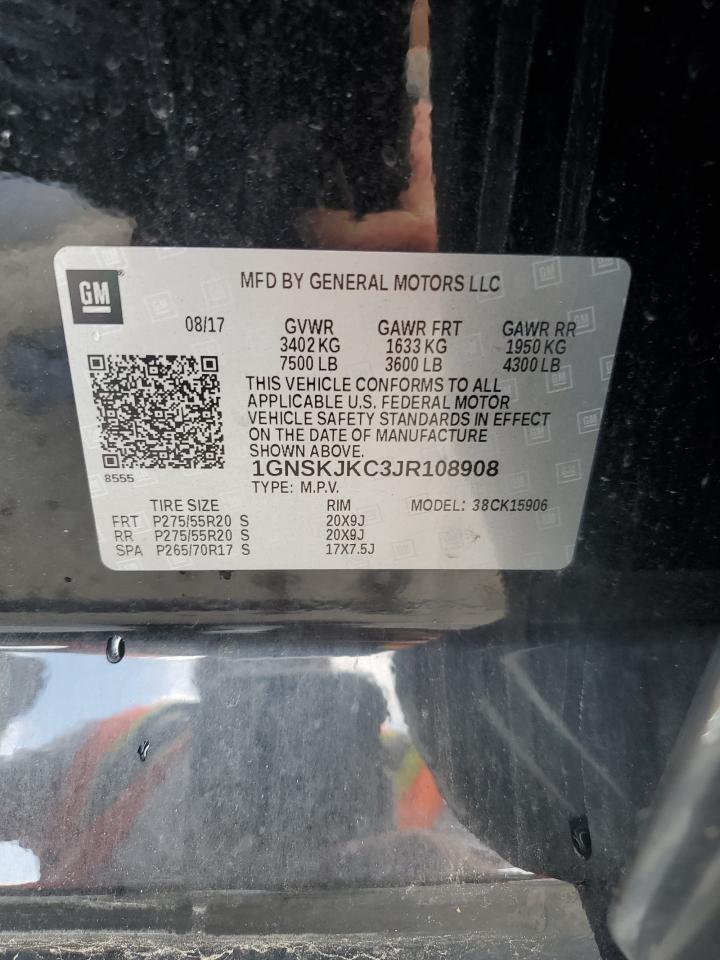 GM
MFD BY GENERAL MOTORS LLC
08/17 GVWR GAWR FRT GAWR RR
3402 KG 1633 KG 1950 KG
7500 LB 3600 LB 4300 LB
THIS VEHICLE CONFORMS TO ALL
APPLICABLE U.S. FEDERAL MOTOR
VEHICLE SAFETY STANDARDS IN EFFECT
ON THE DATE OF MANUFACTURE
SHOWN ABOVE.
8555
1GNSKJKC3JR108908
TYPE: M.P.V.
TIRE SIZE RIM MODEL: 38CK15906
FRT P275/55R20 S 20X9J
RR P275/55R20 S 20X9J
SPA P265/70R17 S 17X7.5J